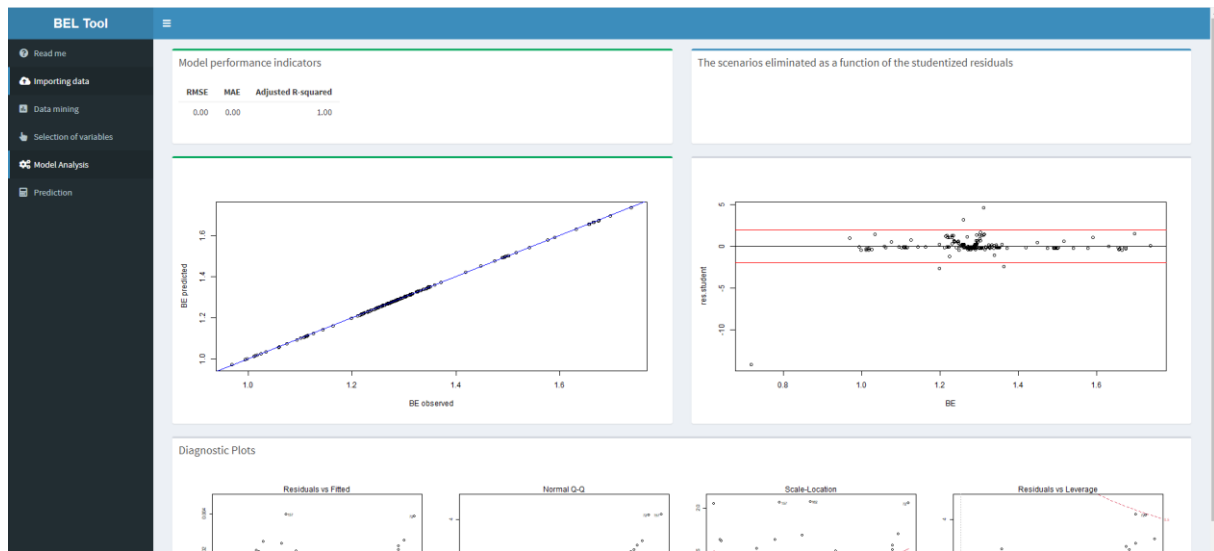 BEL Tool
Read me
Importing data
Data mining
Selection of variables
Model Analysis
Prediction
Model performance indicators
RMSE MAE Adjusted R-squared
0.00 0.00 1.00
The scenarios eliminated as a function of the studentized residuals
BE predicted
1.6
1.4
1.2
1.0
1.0 1.2 1.4 1.6
BE observed
res.student
5
0
-5
-10
0.8 1.0 1.2 1.4 1.6
BE
Diagnostic Plots
Residuals vs Fitted
Normal Q-Q
Scale-Location
Residuals vs Leverage
0.004
4
4